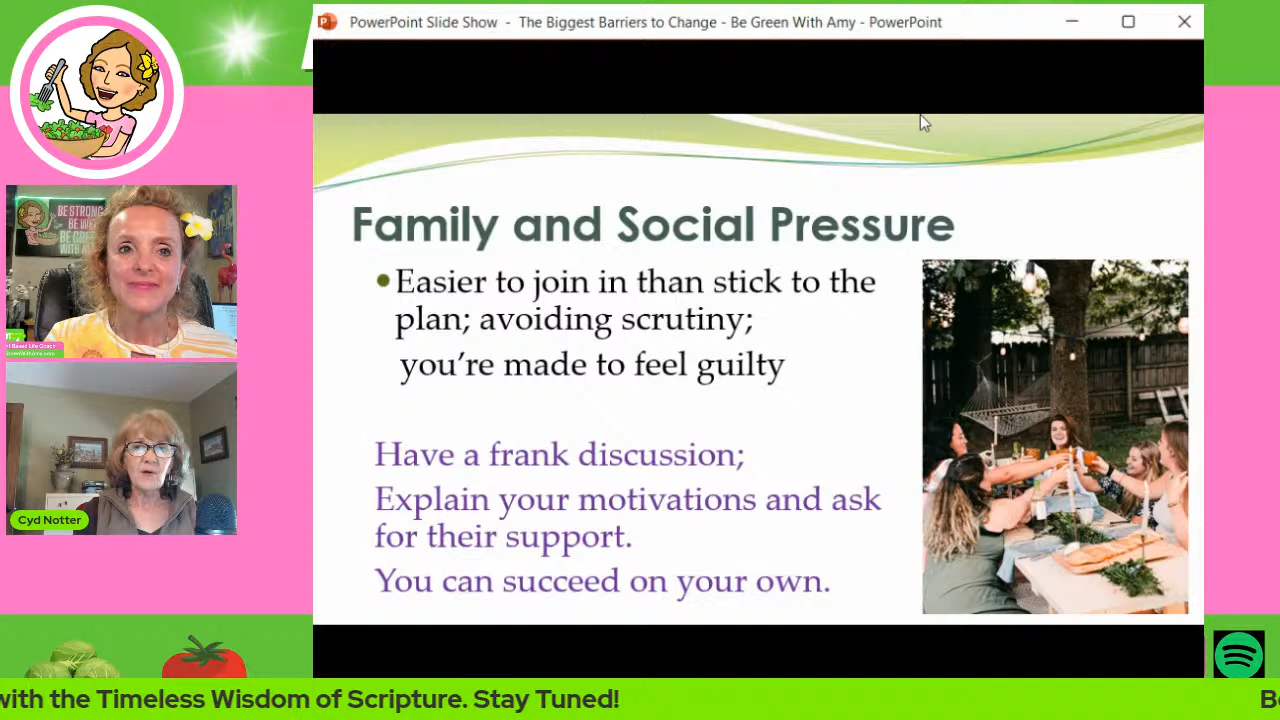 PowerPoint Slide Show - The Biggest Barriers to Change - Be Green With Amy - PowerPoint
Family and Social Pressure
•Easier to join in than stick to the
plan; avoiding scrutiny;
you're made to feel guilty
Have a frank discussion;
Explain your motivations and ask
for their support.
You can succeed on your own.
BE STRONG
Cyd Notter
with the Timeless Wisdom of Scripture. Stay Tuned!